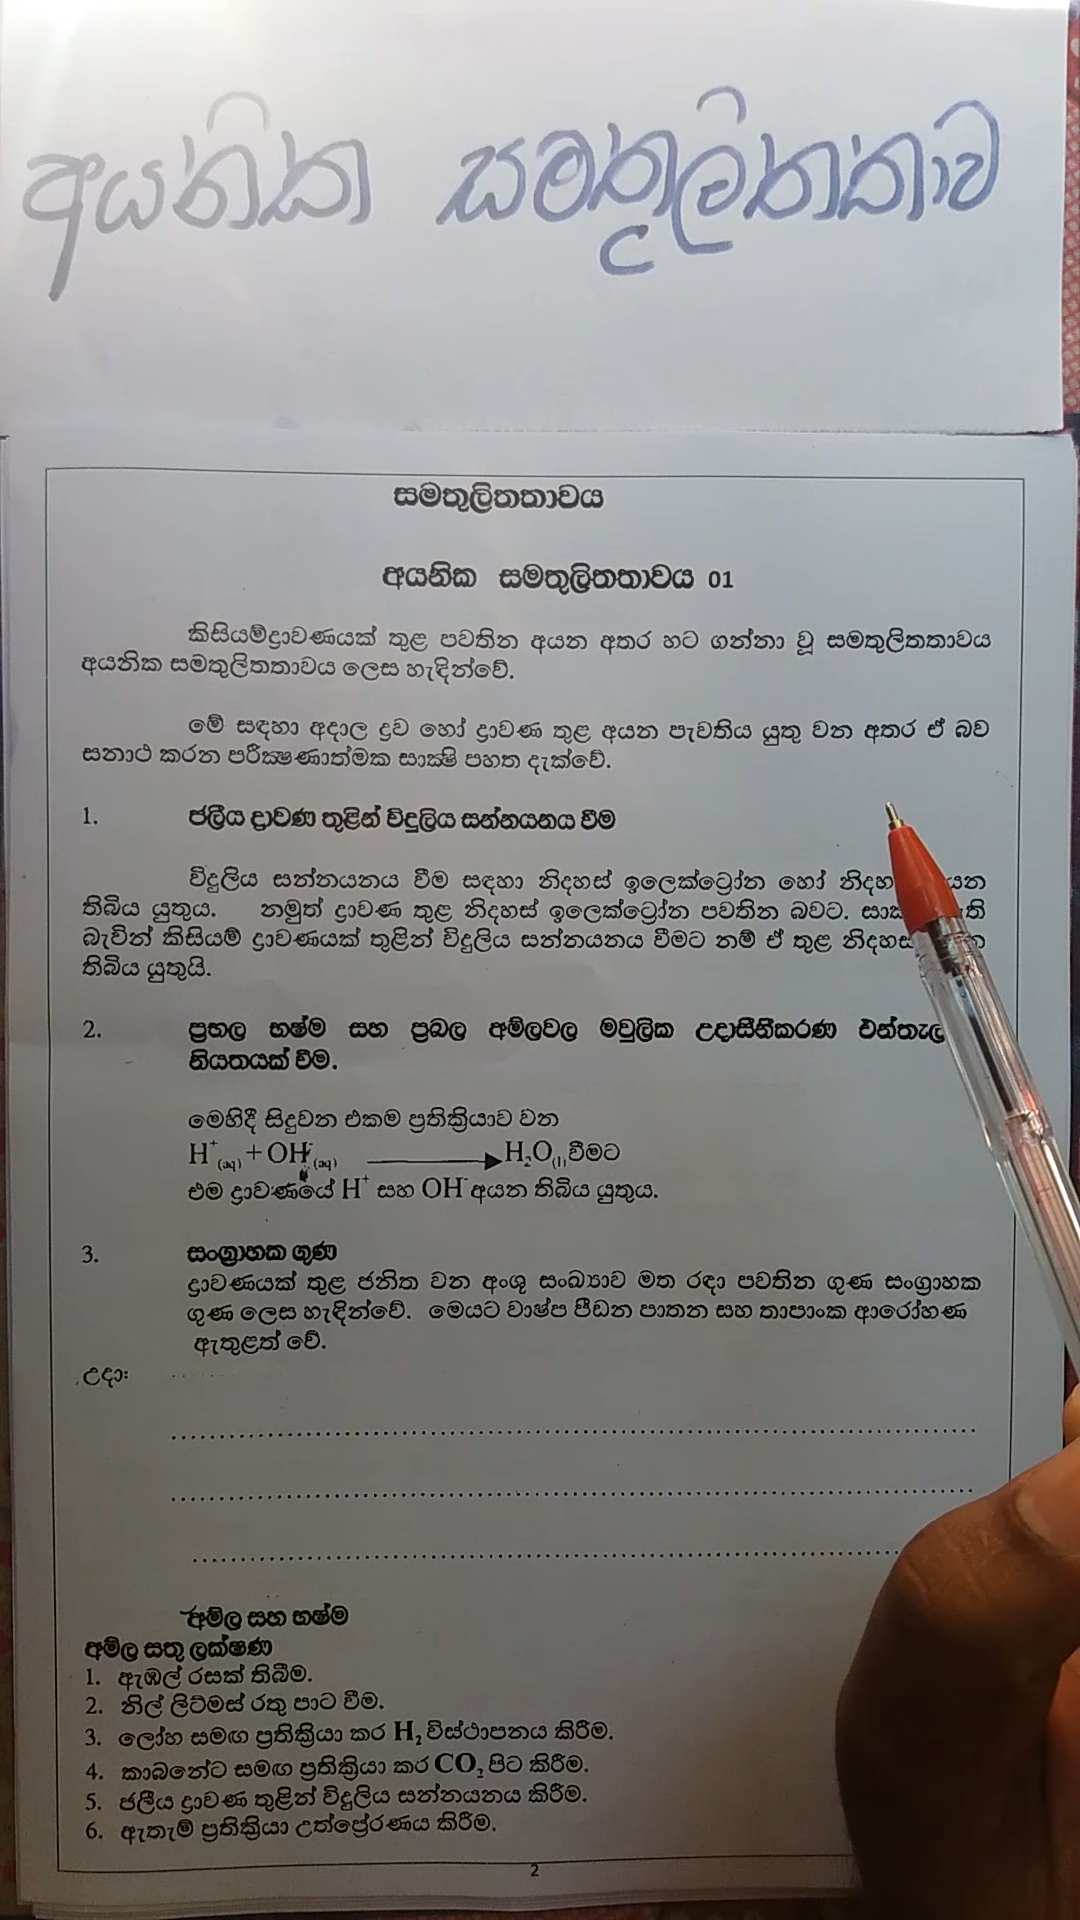 අයනික සමතුලිතතාව
සමතුලිතතාවය
අයනික සමතුලිතතාවය 01
කිසියම්ද්‍රාවණයක් තුළ පවතින අයන අතර හට ගන්නා වූ සමතුලිතතාවය
අයනික සමතුලිතතාවය ලෙස හැඳින්වේ.
මේ සඳහා අදාල ද්‍රව හෝ ද්‍රාවණ තුළ අයන පැවතිය යුතු වන අතර ඒ බව
සනාථ කරන පරීක්‍ෂණාත්මක සාක්‍ෂි පහත දැක්වේ.
1. ජලීය ද්‍රාවණ තුළින් විදුලිය සන්නයනය වීම
විදුලිය සන්නයනය වීම සඳහා නිදහස් ඉලෙක්ට්‍රෝන හෝ
තිබිය යුතුය. නමුත් ද්‍රාවණ තුළ නිදහස් ඉලෙක්ට්‍රෝන පවතින බවට.
බැවින් කිසියම් ද්‍රාවණයක් තුළින් විදුලිය සන්නයනය වීමට නම් ඒ තුළ
තිබිය යුතුයි.
2. ප්‍රභල භෂ්ම සහ ප්‍රබල අම්ලවල මවුලික උදාසීනීකරණ
නියතයක් වීම.
මෙහිදී සිදුවන එකම ප්‍රතික්‍රියාව වන
H⁺(aq) + OH⁻(aq) ⟶ H₂O(l) වීමට
එම ද්‍රාවණයේ H⁺ සහ OH⁻ අයන තිබිය යුතුය.
3. සංග්‍රාහක ගුණ
ද්‍රාවණයක් තුළ ජනිත වන අංශු සංඛ්‍යාව මත රඳා පවතින ගුණ සංග්‍රාහක
ගුණ ලෙස හැඳින්වේ. මෙයට වාෂ්ප පීඩන පාතන සහ තාපාංක ආරෝහණ
ඇතුළත් වේ.
උදා:
අම්ල සහ භෂ්ම
අම්ල සතු ලක්ෂණ
1. ඇඹුල් රසක් තිබීම.
2. නිල් ලිට්මස් රතු පාට වීම.
3. ලෝහ සමඟ ප්‍රතික්‍රියා කර H₂ විස්ථාපනය කිරීම.
4. කාබනේට සමඟ ප්‍රතික්‍රියා කර CO₂ පිට කිරීම.
5. ජලීය ද්‍රාවණ තුළින් විදුලිය සන්නයනය කිරීම.
6. ඇතැම් ප්‍රතික්‍රියා උත්ප්‍රේරණය කිරීම.
2